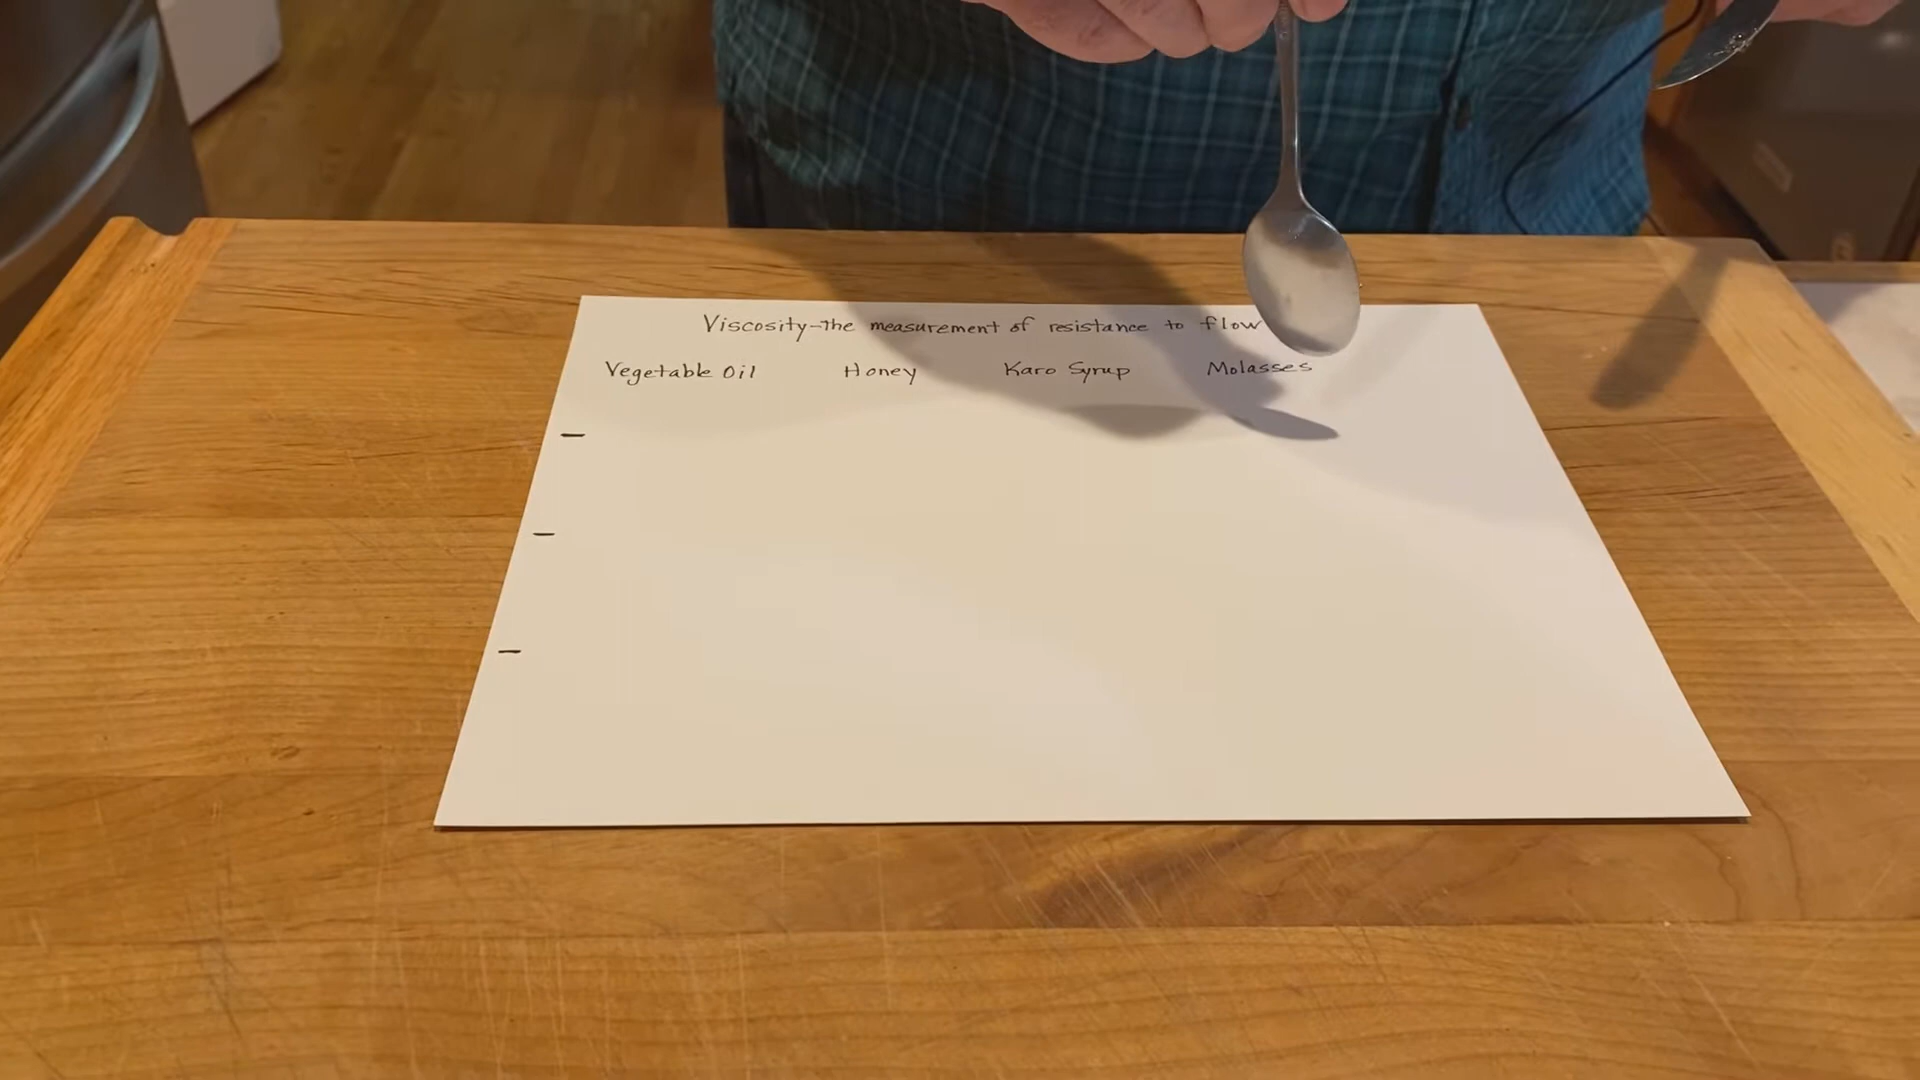 Viscosity-The measurement of resistance to flow
Vegetable Oil Honey Karo Syrup Molasses